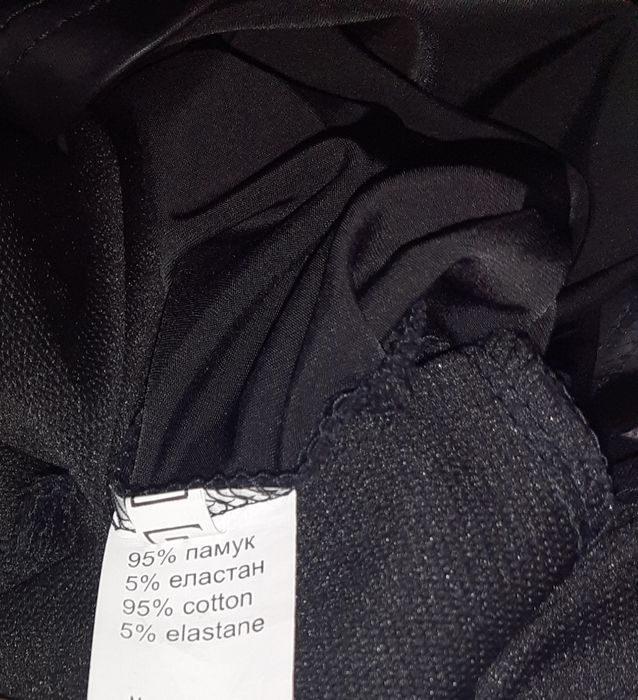 95% памук
5% еластан
95% cotton
5% elastane